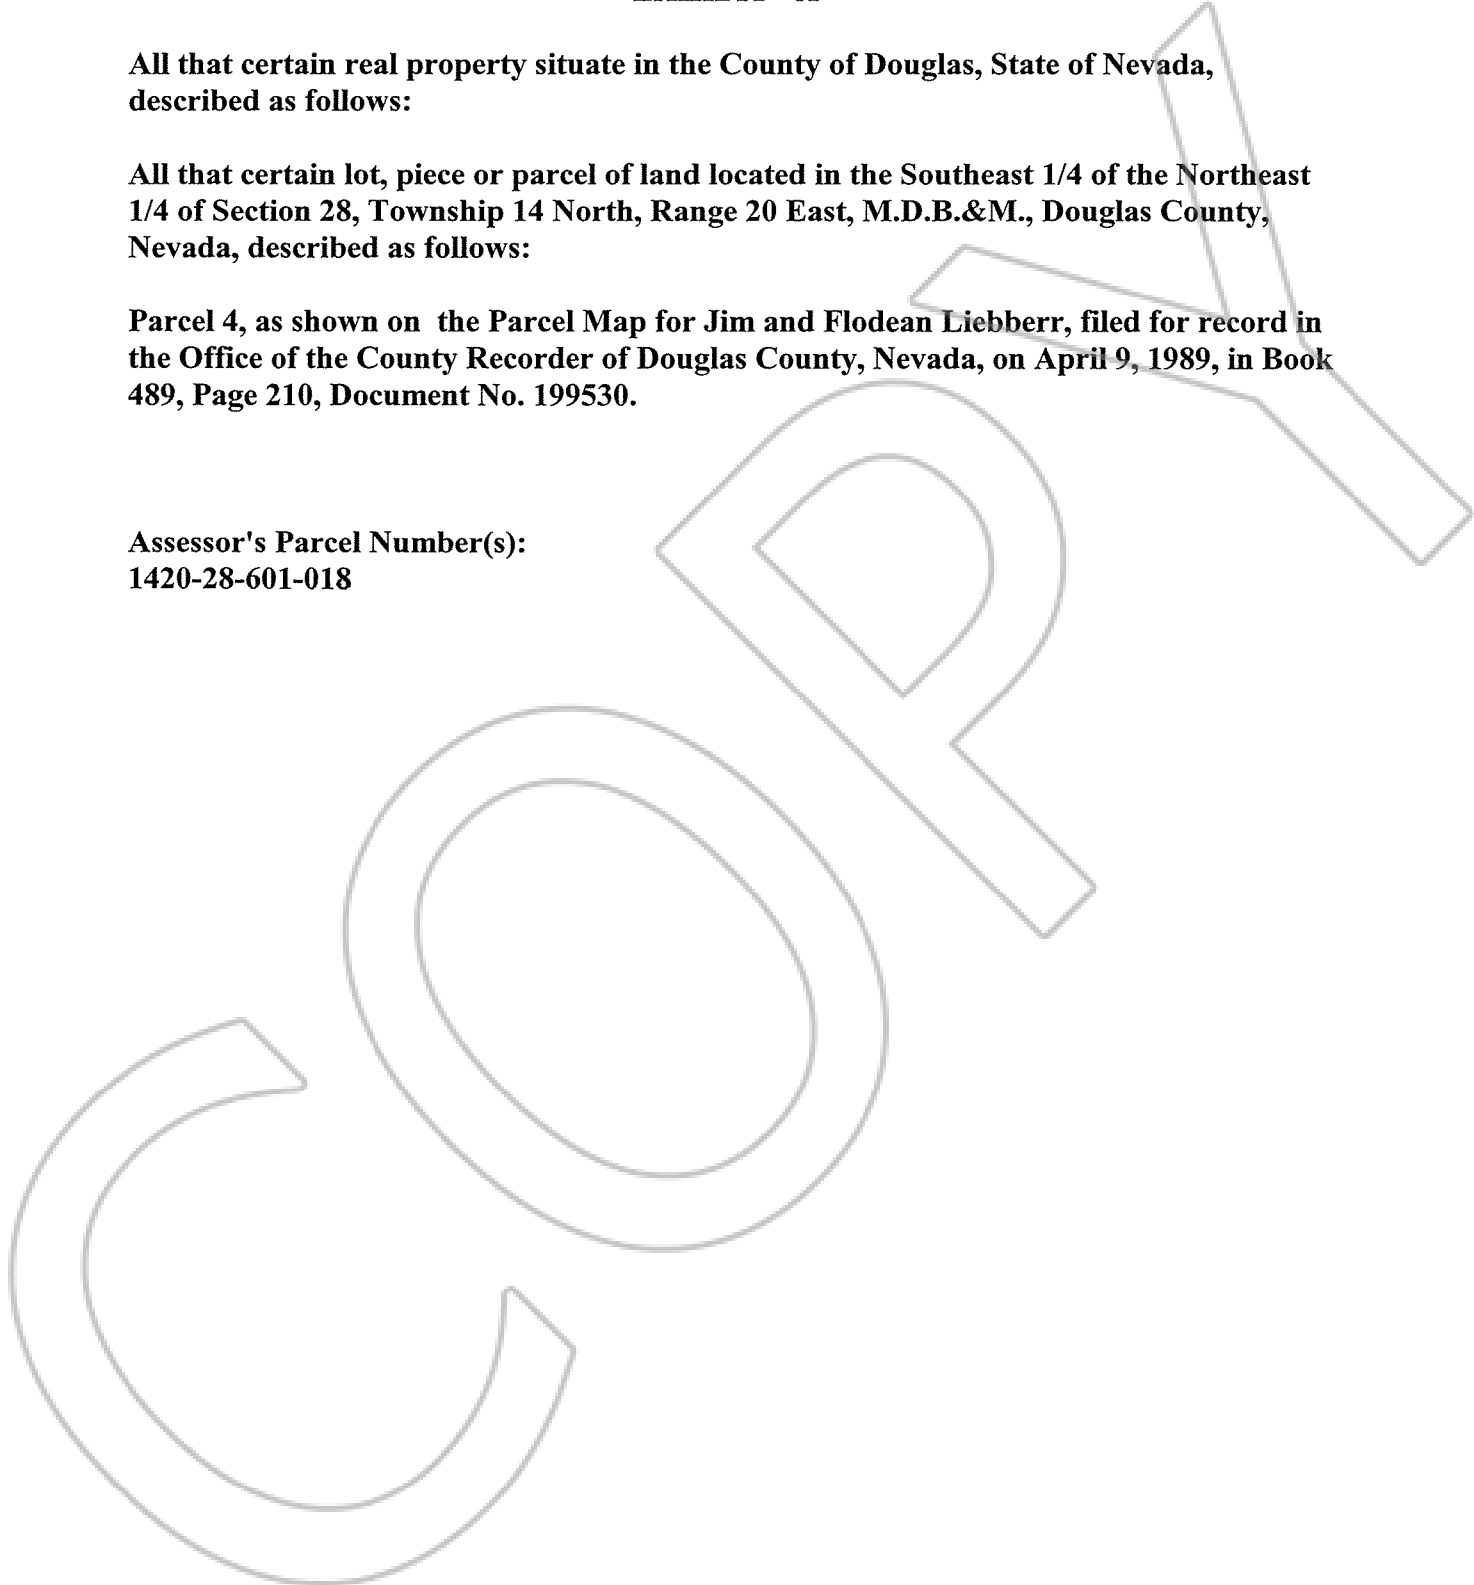 All that certain real property situate in the County of Douglas, State of Nevada,
described as follows:
All that certain lot, piece or parcel of land located in the Southeast 1/4 of the Northeast
1/4 of Section 28, Township 14 North, Range 20 East, M.D.B.&M., Douglas County,
Nevada, described as follows:
Parcel 4, as shown on  the Parcel Map for Jim and Flodean Liebberr, filed for record in
the Office of the County Recorder of Douglas County, Nevada, on April 9, 1989, in Book
489, Page 210, Document No. 199530.
Assessor's Parcel Number(s):
1420-28-601-018
COPY